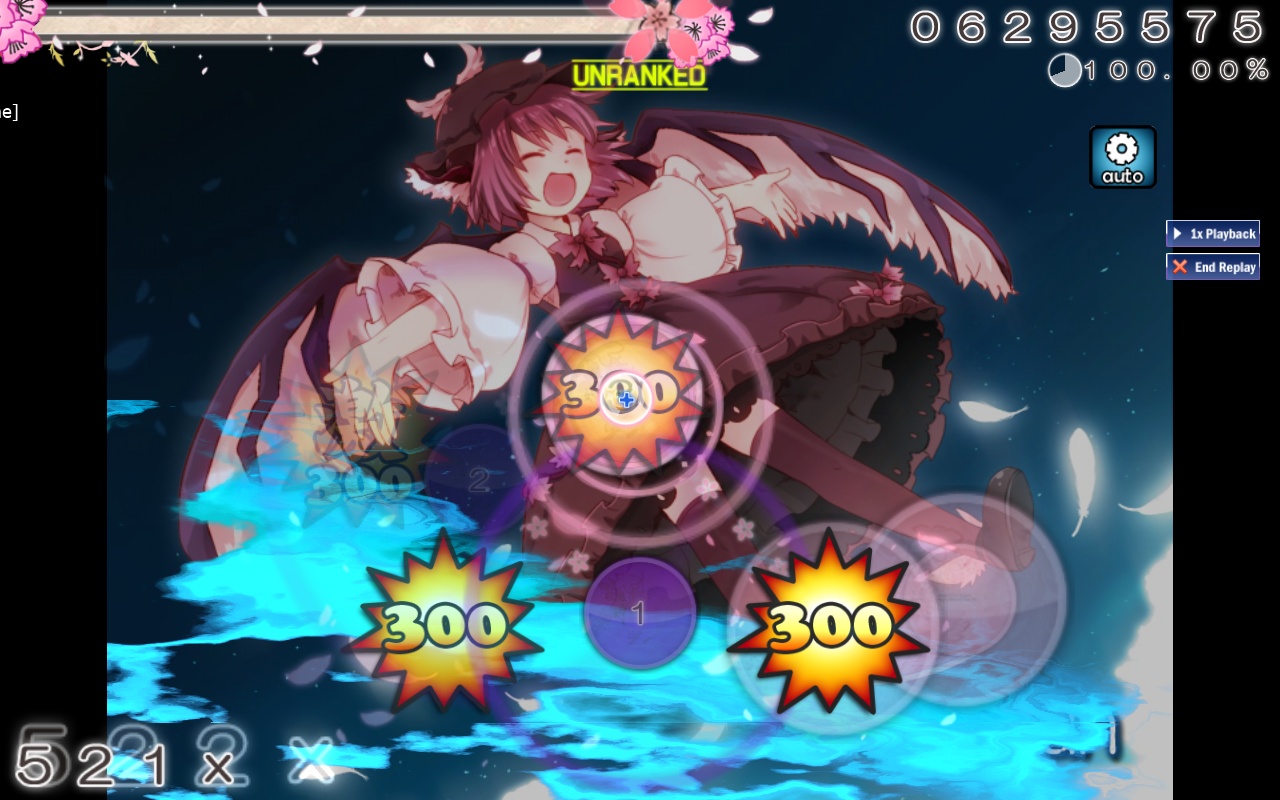 06295575
UNRANKED
100.00%
e]
auto
1x Playback
End Replay
300
2
300
300
1
300
521x